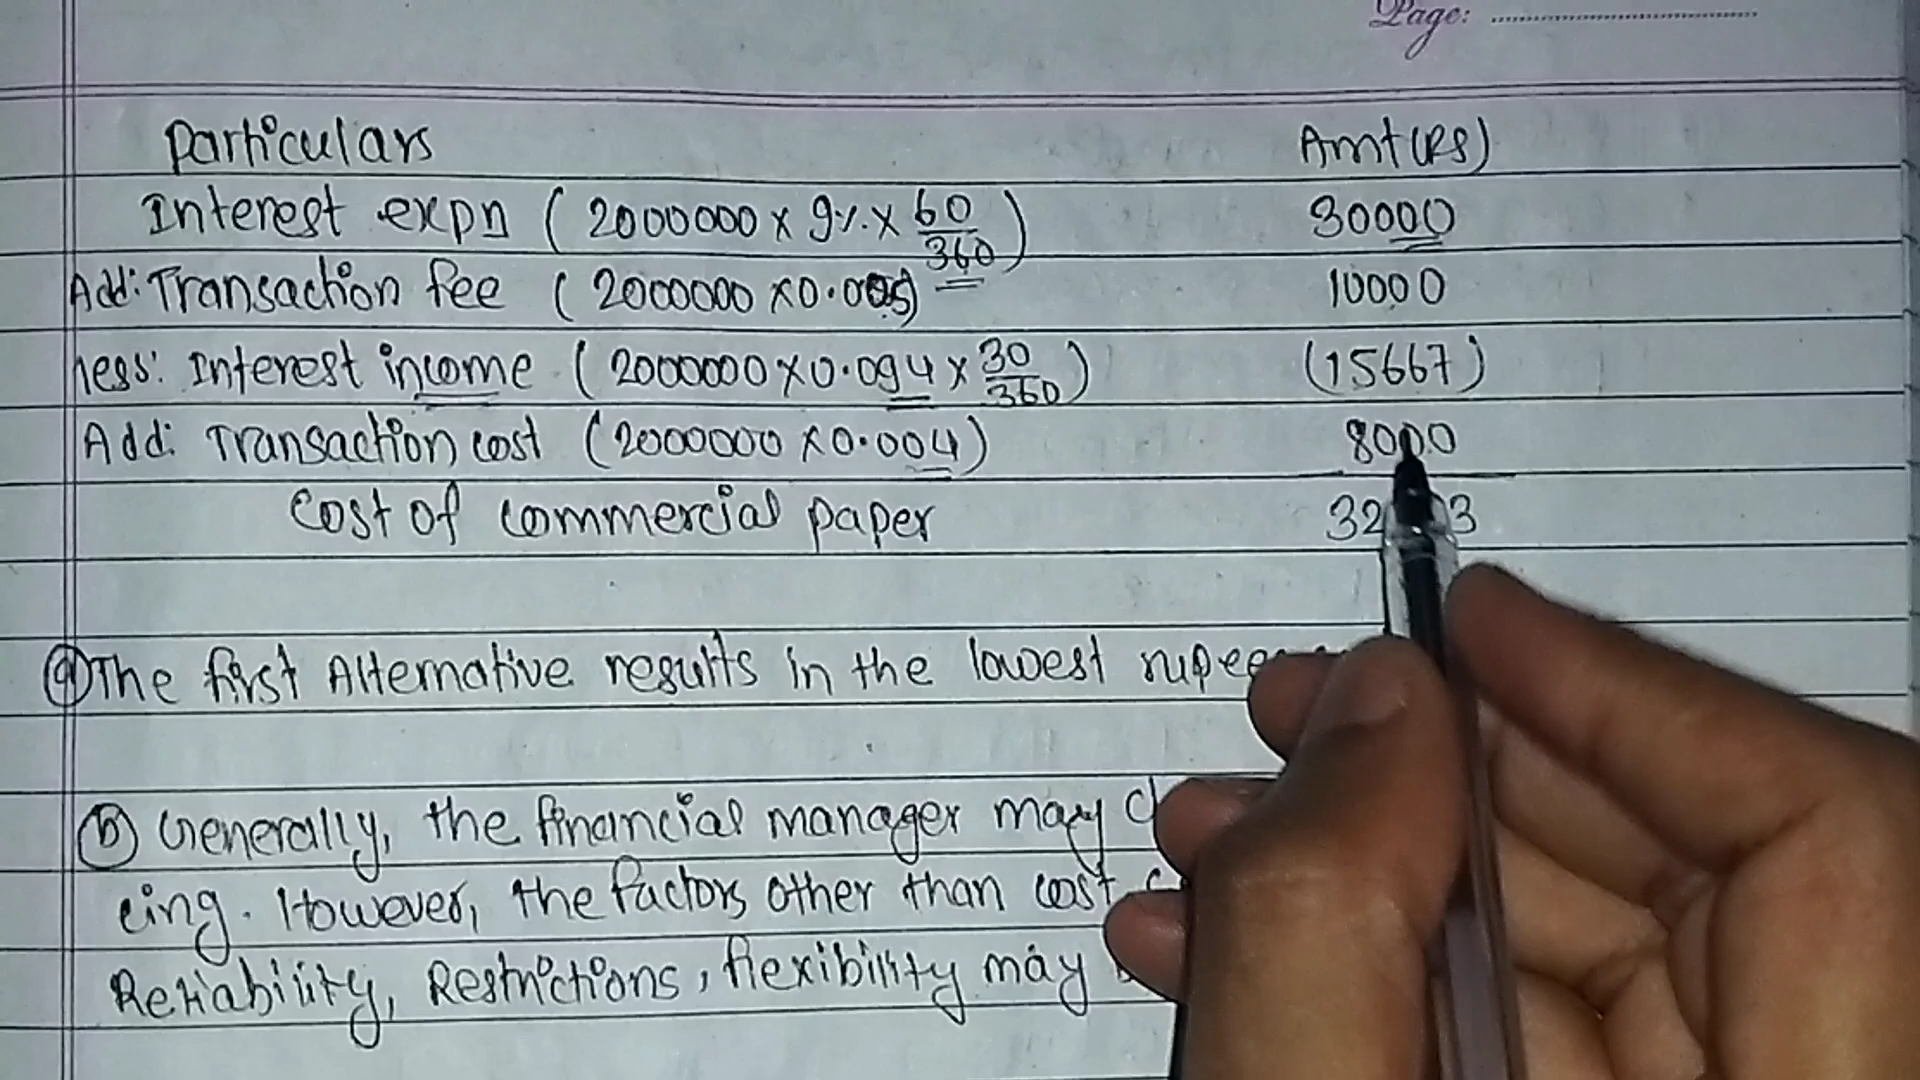 Page:
Particulars Amt(RS)
Interest expn ( 2000000 x 9% x 60/360 ) 30000
Add: Transaction fee ( 2000000 x 0.005) 10000
less: Interest income ( 2000000 x 0.094 x 30/360 ) (15667)
Add: Transaction cost (2000000 x 0.004) 8000
Cost of commercial paper 32
a The first Alternative results in the lowest rupee
b Generally, the financial manager may
cing. However, the factors other than cost
Reliability, Restrictions, flexibility may